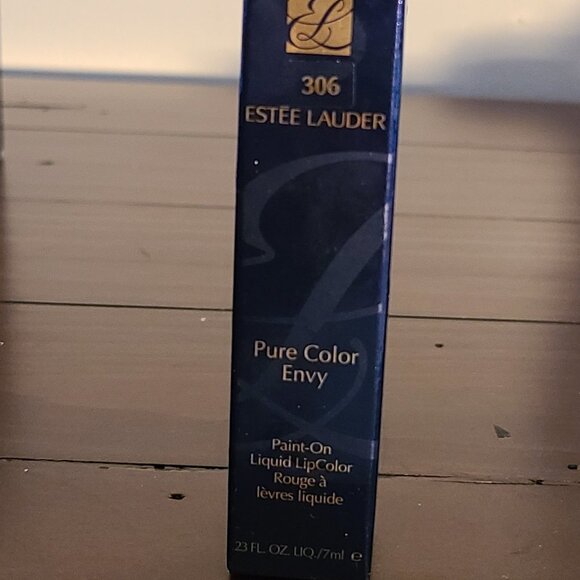 306
ESTĒE LAUDER
Pure Color
Envy
Paint-On
Liquid LipColor
Rouge à
lèvres liquide
23 FL. OZ. LIQ./7ml e